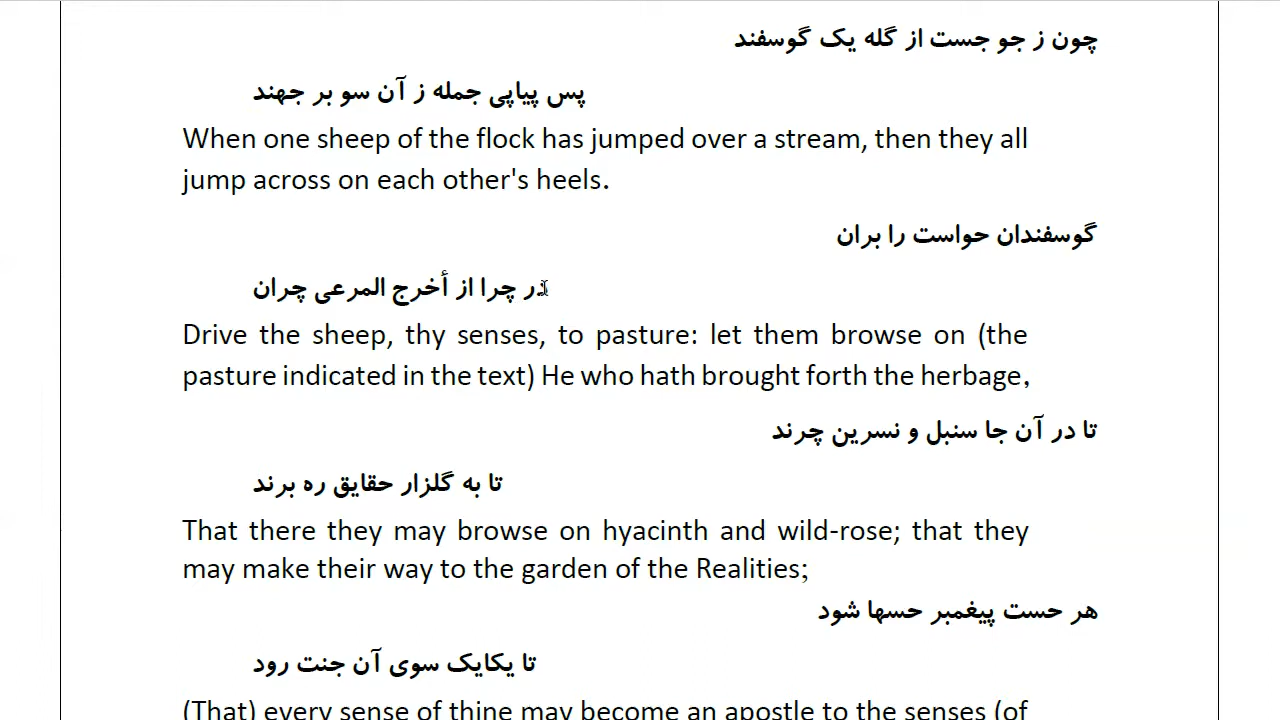 چون ز جو جست از گله یک گوسفند
پس پیاپی جمله ز آن سو بر جهند
When one sheep of the flock has jumped over a stream, then they all
jump across on each other's heels.
گوسفندان حواست را بران
در چرا از أخرج المرعی چران
Drive the sheep, thy senses, to pasture: let them browse on (the
pasture indicated in the text) He who hath brought forth the herbage,
تا در آن جا سنبل و نسرین چرند
تا به گلزار حقایق ره برند
That there they may browse on hyacinth and wild-rose; that they
may make their way to the garden of the Realities;
هر حست پیغمبر حسها شود
تا یکایک سوی آن جنت رود
(That) every sense of thine may become an apostle to the senses (of